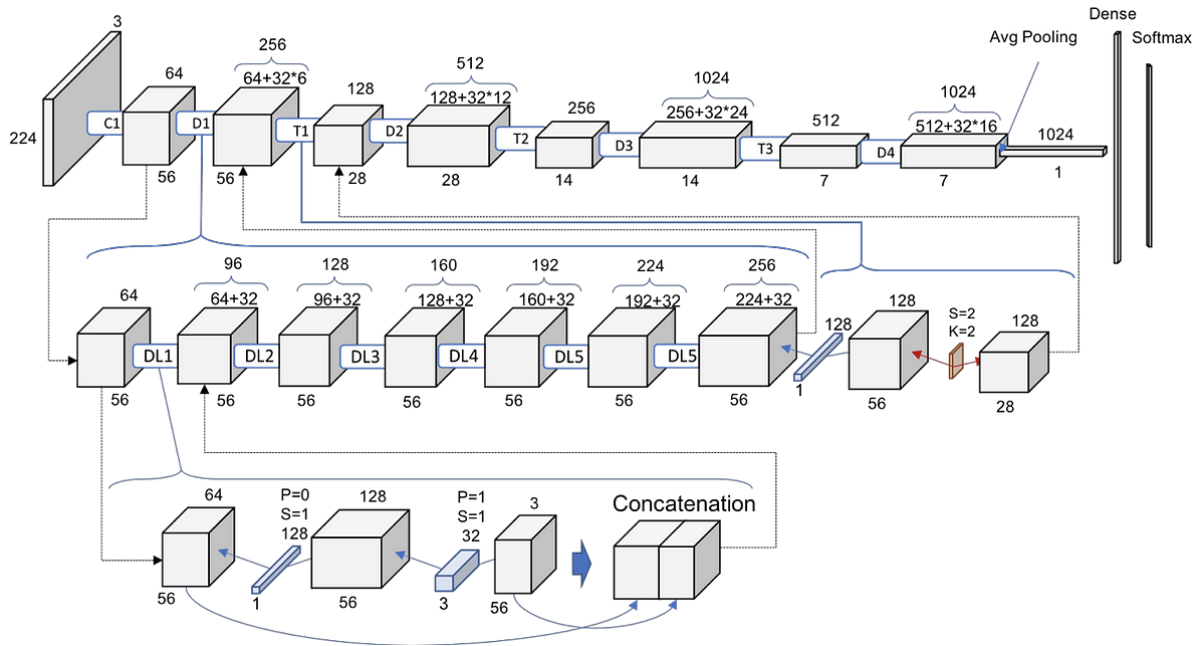 Dense
Softmax
Avg Pooling
3
64
256
64+32*6
128
512
128+32*12
256
1024
256+32*24
512
1024
512+32*16
1024
224
C1
D1
T1
D2
T2
D3
T3
D4
56
56
28
28
14
14
7
7
1
64
96
64+32
128
96+32
160
128+32
192
160+32
224
192+32
256
224+32
128
128
S=2
K=2
128
DL1
DL2
DL3
DL4
DL5
DL5
56
56
56
56
56
56
56
1
56
28
64
P=0
S=1
128
128
P=1
S=1
32
3
Concatenation
56
1
56
3
56